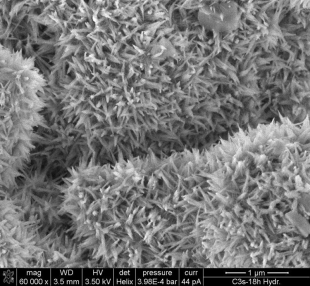 mag WD HV det pressure curr 1 µm
60 000 x 3.5 mm 3.50 kV Helix 3.98E-4 bar 44 pA C3s-18h Hydr.